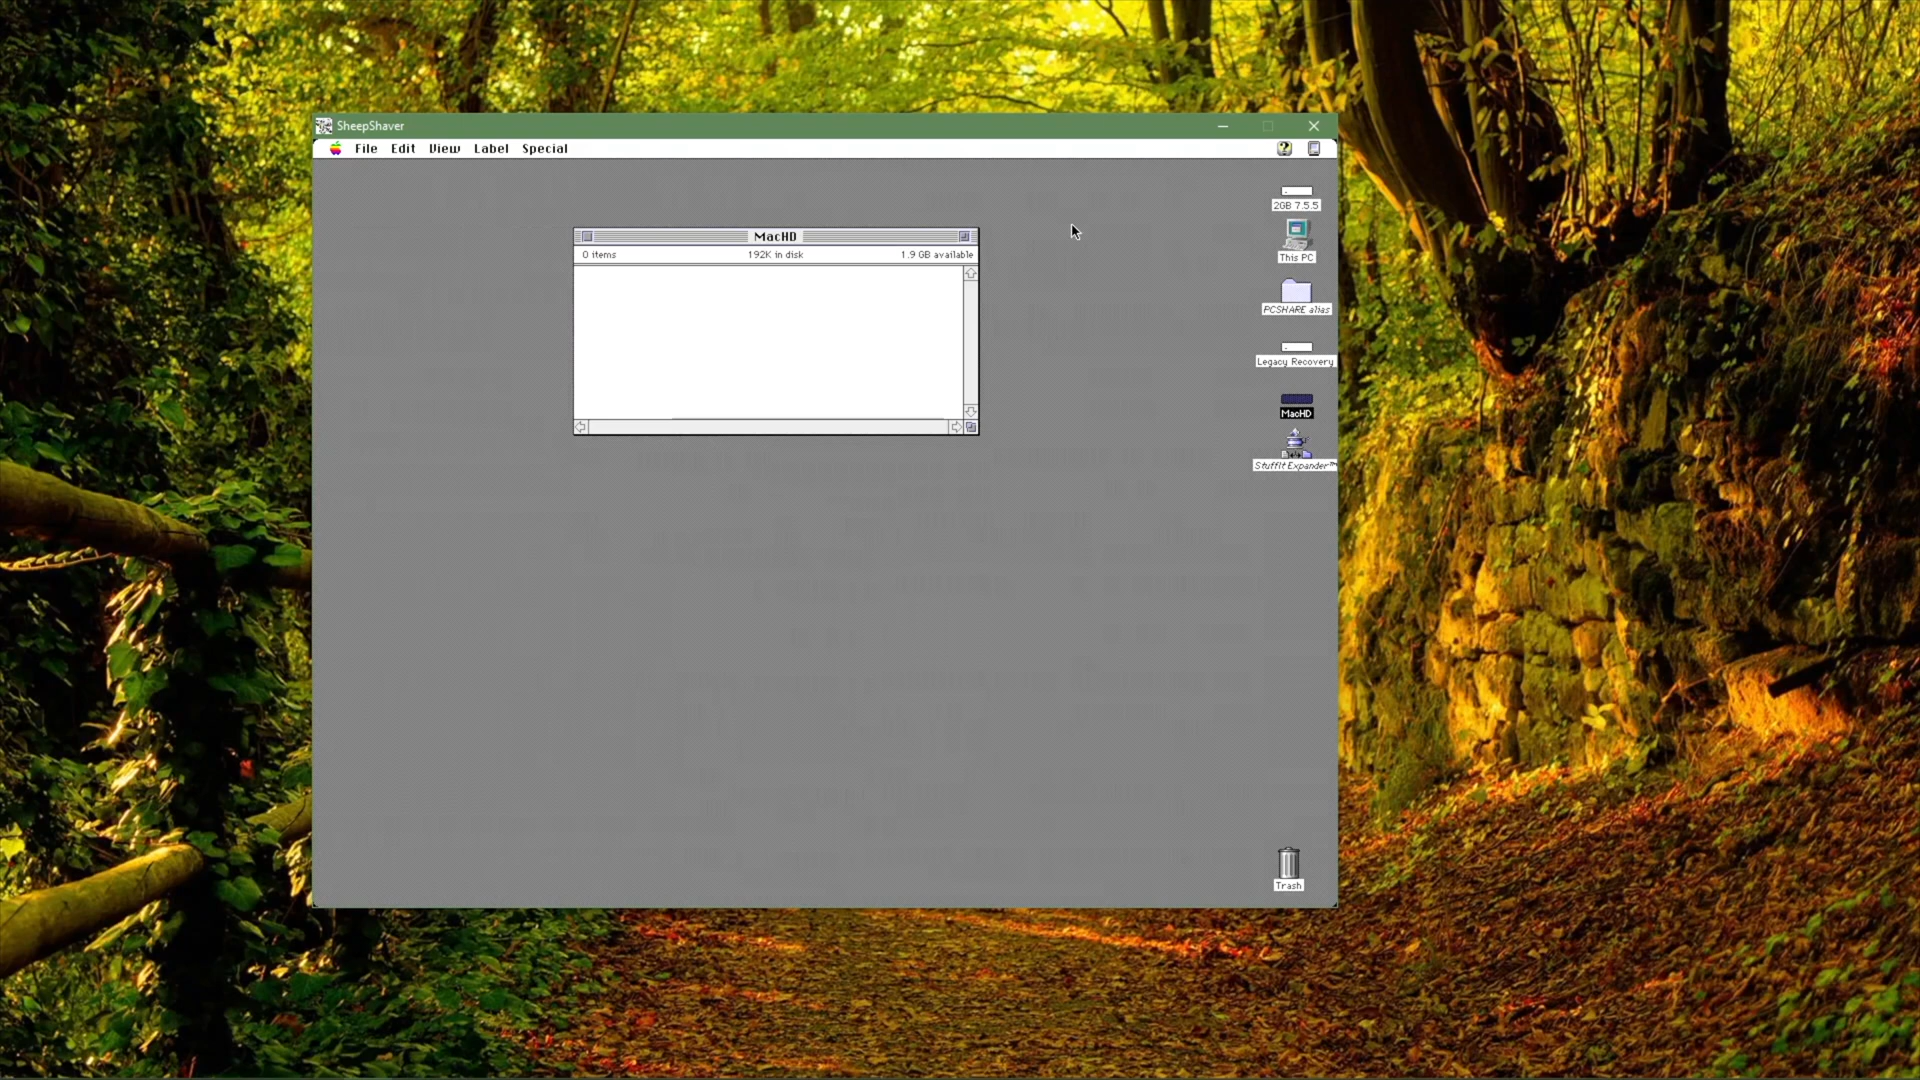 SheepShaver
File Edit View Label Special
2GB 7.5.5
This PC
PCSHARE alias
Legacy Recovery
MacHD
StuffIt Expander™
MacHD
0 items 192K in disk 1.9 GB available
Trash